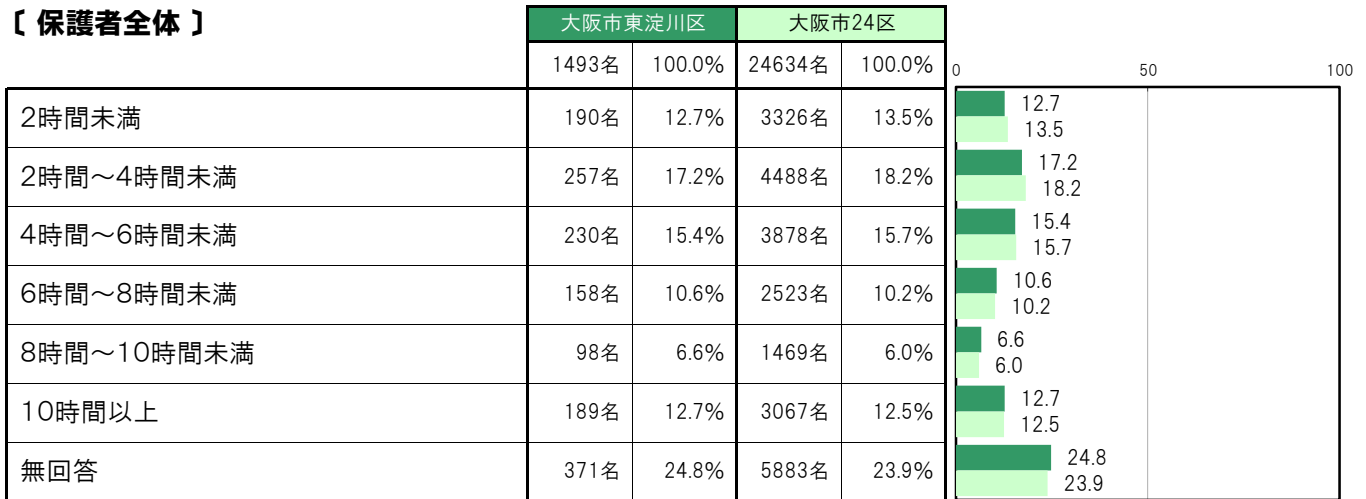 〔 保護者全体 〕
大阪市東淀川区 大阪市24区
1493名 100.0% 24634名 100.0% 0 50 100
2時間未満 190名 12.7% 3326名 13.5% 12.7
13.5
2時間～4時間未満 257名 17.2% 4488名 18.2% 17.2
18.2
4時間～6時間未満 230名 15.4% 3878名 15.7% 15.4
15.7
6時間～8時間未満 158名 10.6% 2523名 10.2% 10.6
10.2
8時間～10時間未満 98名 6.6% 1469名 6.0% 6.6
6.0
10時間以上 189名 12.7% 3067名 12.5% 12.7
12.5
無回答 371名 24.8% 5883名 23.9% 24.8
23.9